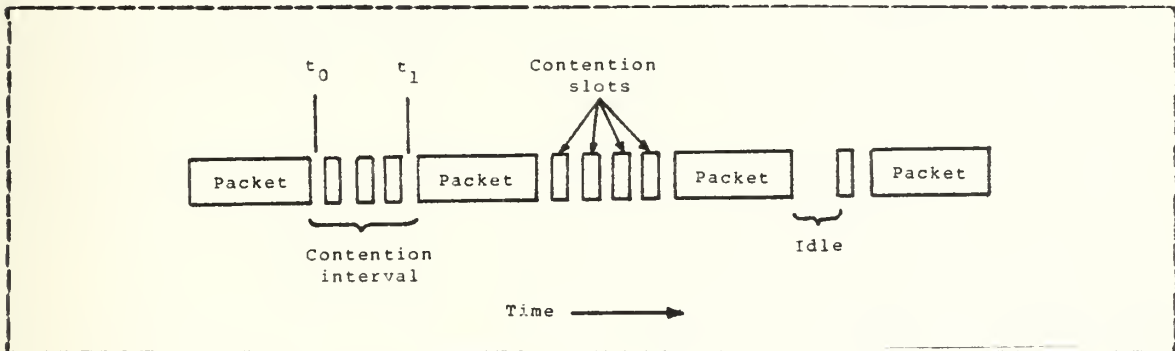 t0 t1 Contention
slots
Packet Packet Packet Packet
Contention
interval
Idle
Time